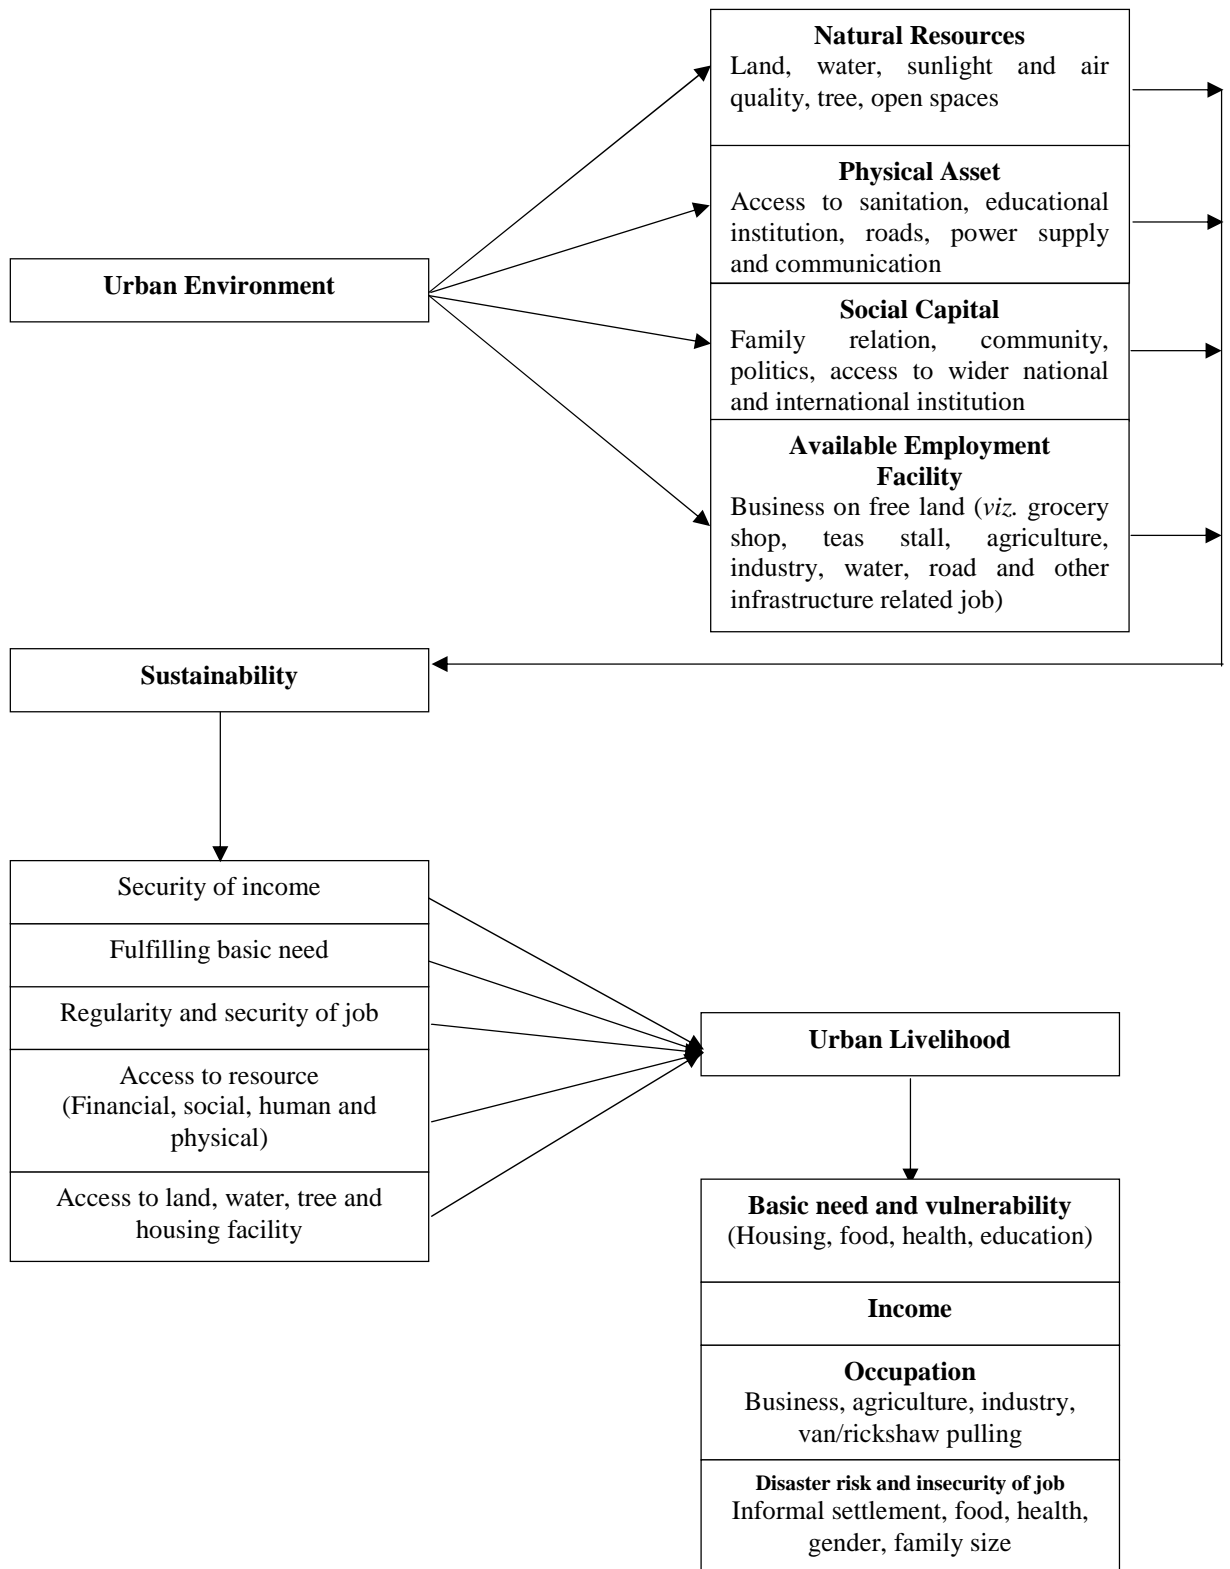 Natural Resources
Land, water, sunlight and air
quality, tree, open spaces
Physical Asset
Access to sanitation, educational
institution, roads, power supply
and communication
Urban Environment
Social Capital
Family relation, community,
politics, access to wider national
and international institution
Available Employment
Facility
Business on free land (viz. grocery
shop, teas stall, agriculture,
industry, water, road and other
infrastructure related job)
Sustainability
Security of income
Fulfilling basic need
Regularity and security of job
Access to resource
(Financial, social, human and
physical)
Access to land, water, tree and
housing facility
Urban Livelihood
Basic need and vulnerability
(Housing, food, health, education)
Income
Occupation
Business, agriculture, industry,
van/rickshaw pulling
Disaster risk and insecurity of job
Informal settlement, food, health,
gender, family size